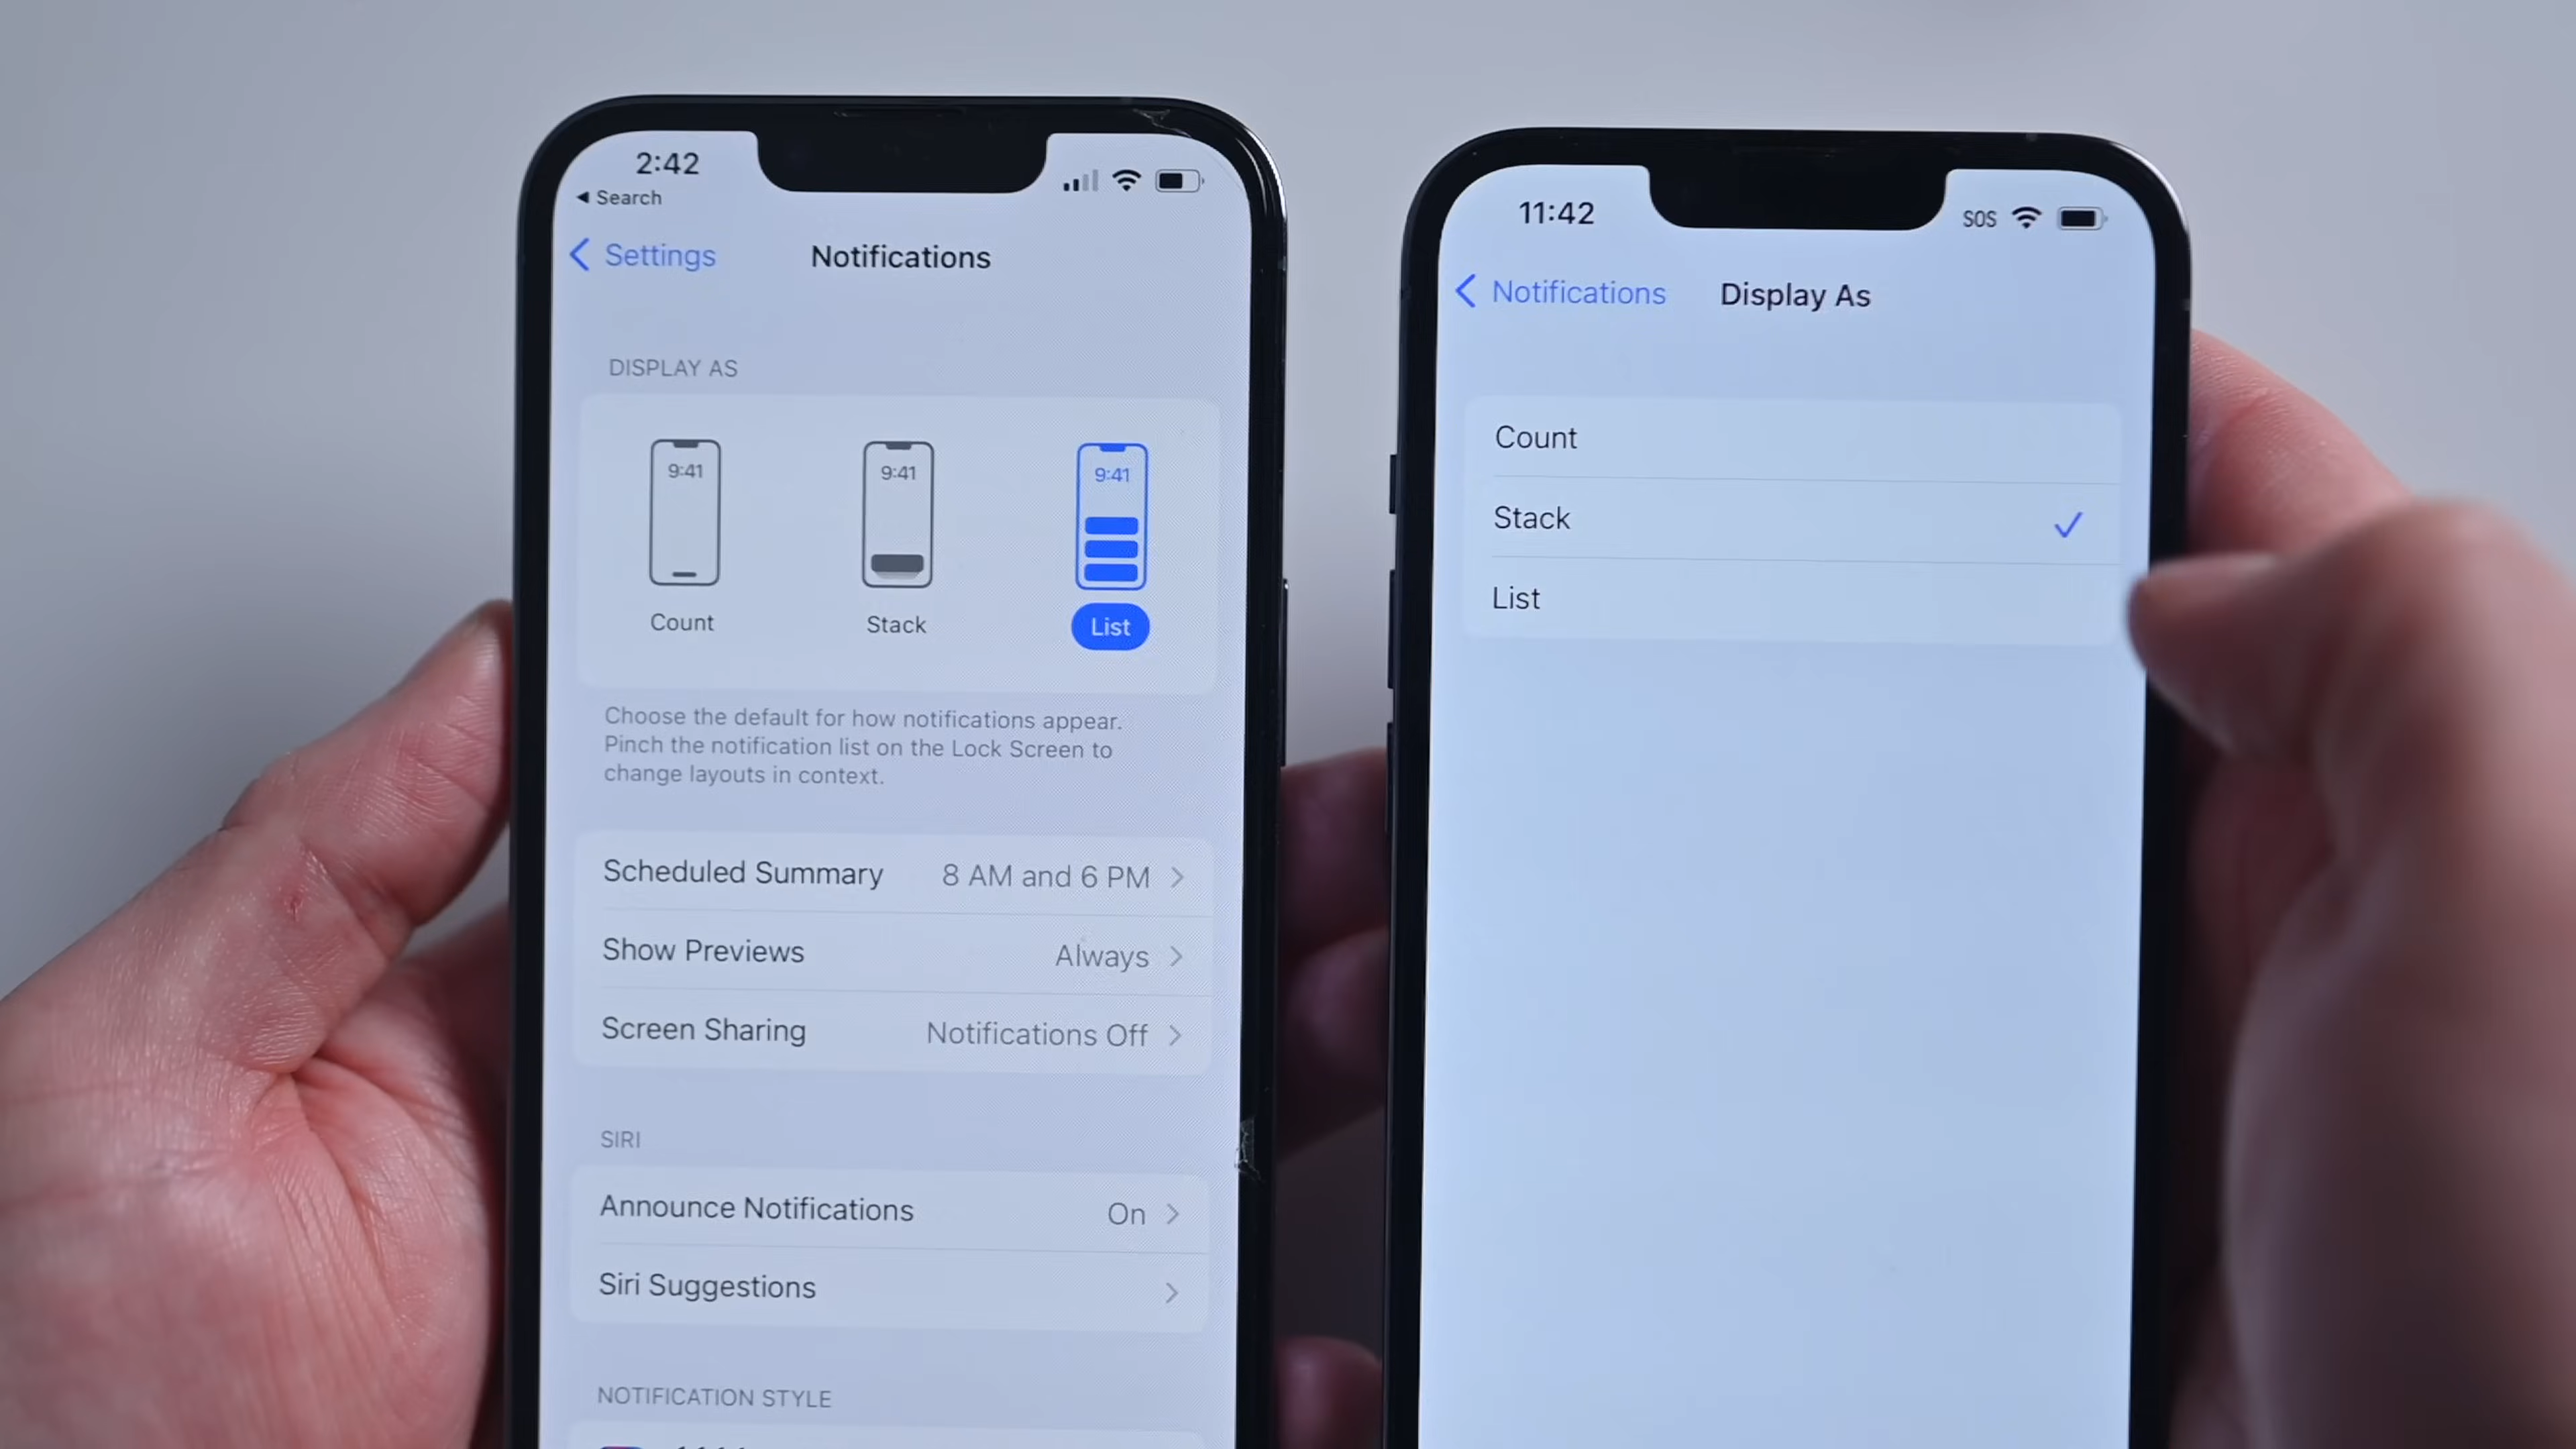 2:42
◀ Search
Settings
Notifications
DISPLAY AS
9:41
9:41
9:41
Count
Stack
List
Choose the default for how notifications appear.
Pinch the notification list on the Lock Screen to
change layouts in context.
Scheduled Summary 8 AM and 6 PM
Show Previews Always
Screen Sharing Notifications Off
SIRI
Announce Notifications On
Siri Suggestions
NOTIFICATION STYLE
11:42
SOS
Notifications
Display As
Count
Stack
List